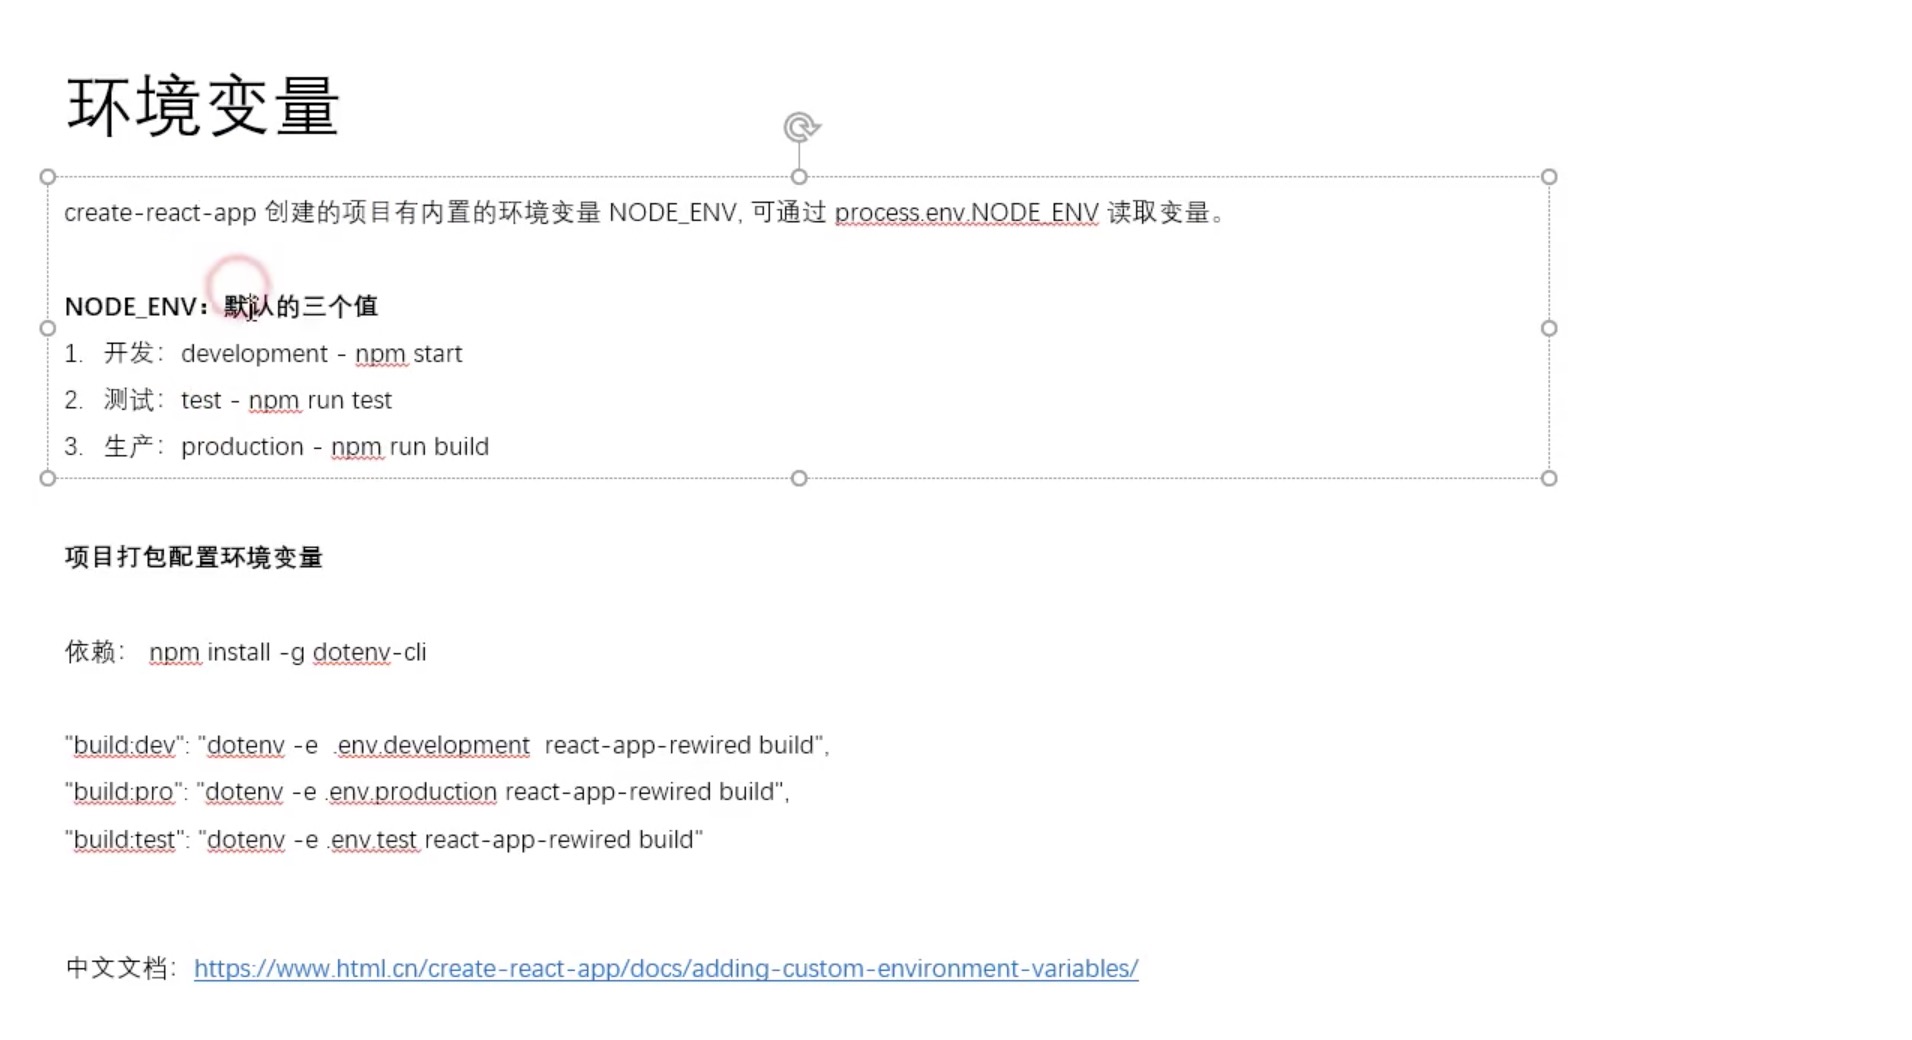 环境变量
create-react-app 创建的项目有内置的环境变量 NODE_ENV, 可通过 process.env.NODE_ENV 读取变量。
NODE_ENV：默认的三个值
1. 开发：development - npm start
2. 测试：test - npm run test
3. 生产：production - npm run build
项目打包配置环境变量
依赖： npm install -g dotenv-cli
"build:dev": "dotenv -e .env.development react-app-rewired build",
"build:pro": "dotenv -e .env.production react-app-rewired build",
"build:test": "dotenv -e .env.test react-app-rewired build"
中文文档：https://www.html.cn/create-react-app/docs/adding-custom-environment-variables/